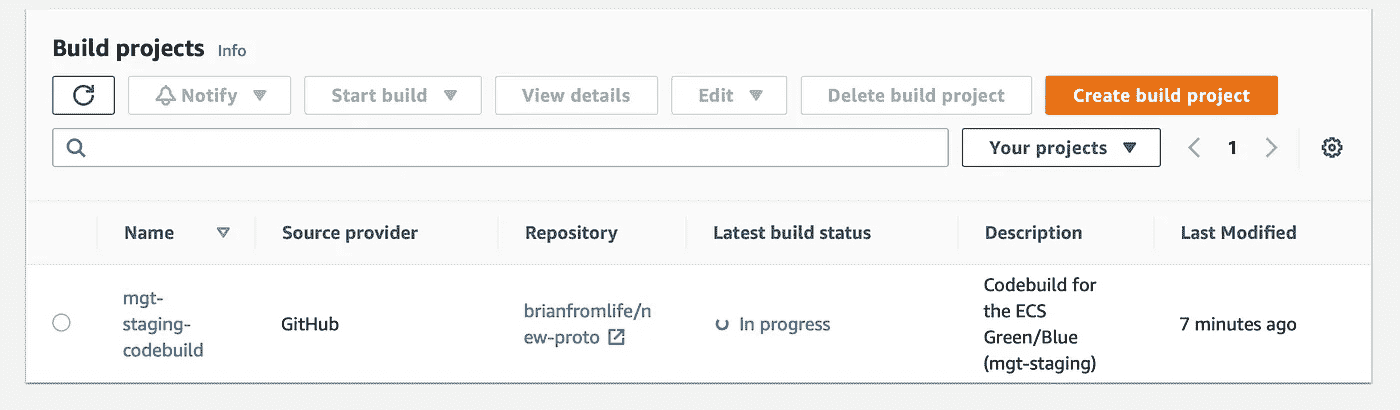 Build projects Info
Notify Start build View details Edit Delete build project Create build project
Your projects 1
Name Source provider Repository Latest build status Description Last Modified
mgt-
staging-
codebuild
GitHub
brianfromlife/n
ew-proto
In progress
Codebuild for
the ECS
Green/Blue
(mgt-staging)
7 minutes ago